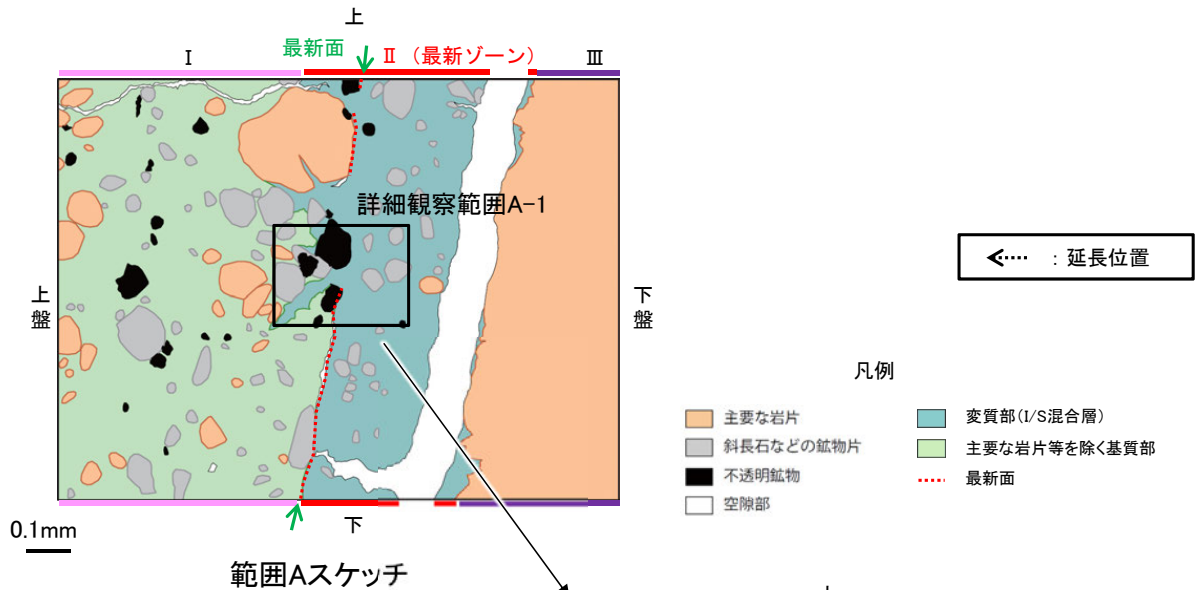 上
最新面
Ⅰ
Ⅱ （最新ゾーン）
Ⅲ
詳細観察範囲A-1
上盤
下盤
: 延長位置
凡例
主要な岩片
斜長石などの鉱物片
不透明鉱物
空隙部
変質部(I/S混合層)
主要な岩片等を除く基質部
最新面
下
0.1mm
範囲Aスケッチ